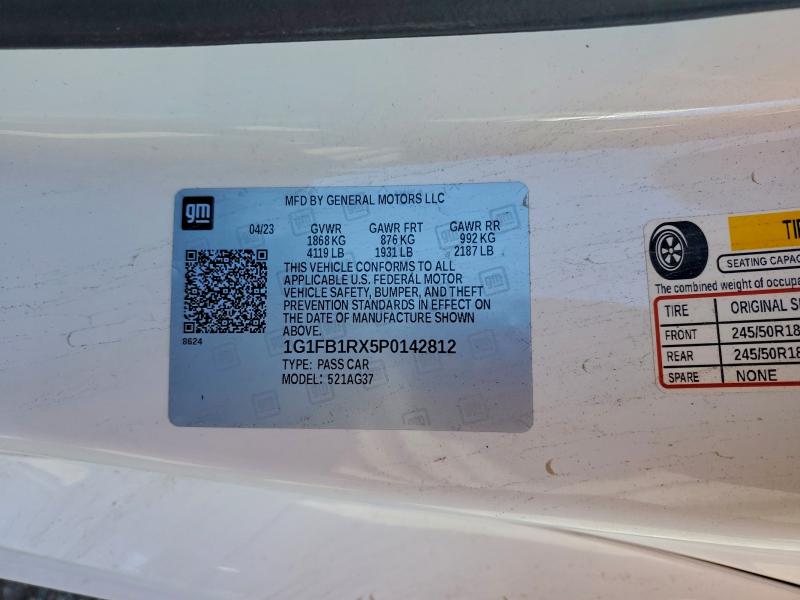 gm
MFD BY GENERAL MOTORS LLC
04/23 GVWR GAWR FRT GAWR RR
1868 KG 876 KG 992 KG
4119 LB 1931 LB 2187 LB
THIS VEHICLE CONFORMS TO ALL
APPLICABLE U.S. FEDERAL MOTOR
VEHICLE SAFETY, BUMPER, AND THEFT
PREVENTION STANDARDS IN EFFECT ON
THE DATE OF MANUFACTURE SHOWN
ABOVE.
8624
1G1FB1RX5P0142812
TYPE: PASS CAR
MODEL: 521AG37
TI
SEATING CAPAC
The combined weight of occupa
TIRE ORIGINAL S
FRONT 245/50R18
REAR 245/50R18
SPARE NONE